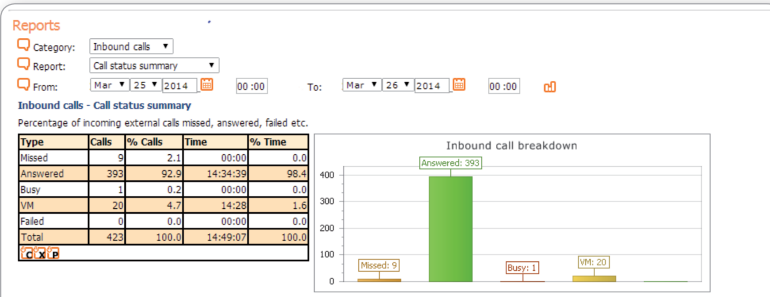 Reports
Category: Inbound calls
Report: Call status summary
From: Mar 25 2014 00 :00 To: Mar 26 2014 00 :00
Inbound calls - Call status summary
Percentage of incoming external calls missed, answered, failed etc.
Type Calls % Calls Time % Time
Missed 9 2.1 00:00 0.0
Answered 393 92.9 14:34:39 98.4
Busy 1 0.2 00:00 0.0
VM 20 4.7 14:28 1.6
Failed 0 0.0 00:00 0.0
Total 423 100.0 14:49:07 100.0
C X P
Inbound call breakdown
Answered: 393
400
300
200
100
0
Missed: 9
Busy: 1
VM: 20